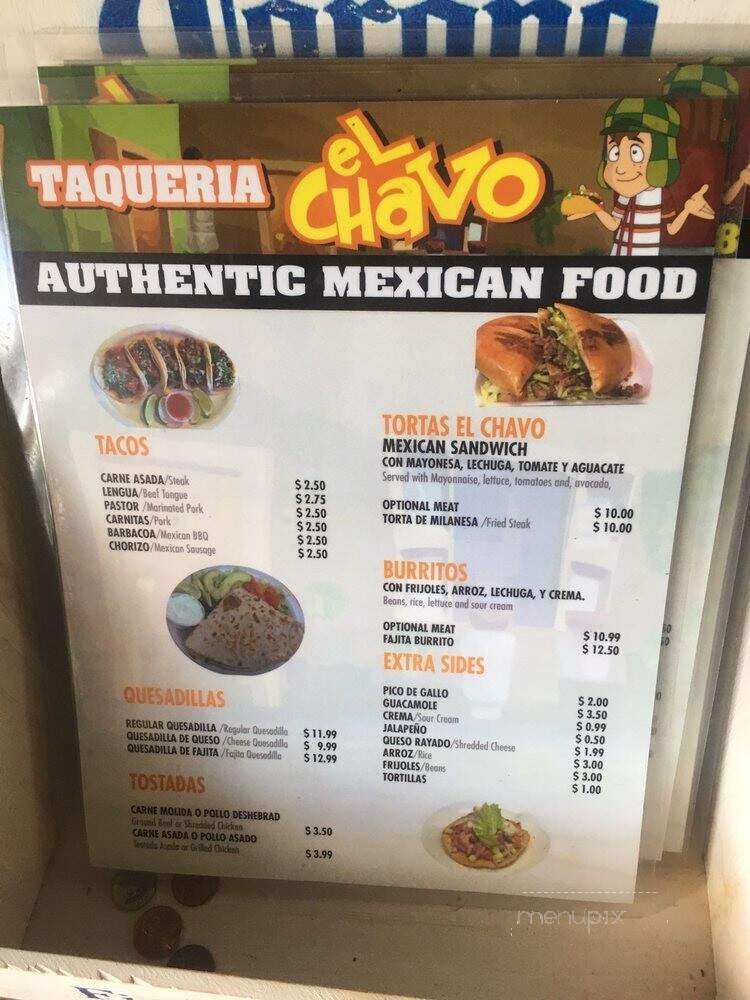 Corona
TAQUERIA
EL CHAVO
AUTHENTIC MEXICAN FOOD
TACOS
CARNE ASADA/Steak $ 2.50
LENGUA/Beef Tongue $ 2.75
PASTOR /Marinated Pork $ 2.50
CARNITAS/Pork $ 2.50
BARBACOA/Mexican BBQ $ 2.50
CHORIZO/Mexican Sausage $ 2.50
QUESADILLAS
REGULAR QUESADILLA /Regular Quesadilla $ 11.99
QUESADILLA DE QUESO /Cheese Quesadilla $ 9.99
QUESADILLA DE FAJITA /Fajita Quesadilla $ 12.99
TOSTADAS
CARNE MOLIDA O POLLO DESHEBRAD
Ground Beef or Shredded Chicken $ 3.50
CARNE ASADA O POLLO ASADO
Tostada Asada or Grilled Chicken $ 3.99
TORTAS EL CHAVO
MEXICAN SANDWICH
CON MAYONESA, LECHUGA, TOMATE Y AGUACATE
Served with Mayonnaise, lettuce, tomatoes and, avocado,
OPTIONAL MEAT $ 10.00
TORTA DE MILANESA /Fried Steak $ 10.00
BURRITOS
CON FRIJOLES, ARROZ, LECHUGA, Y CREMA.
Beans, rice, lettuce and sour cream
OPTIONAL MEAT $ 10.99
FAJITA BURRITO $ 12.50
EXTRA SIDES
PICO DE GALLO $ 2.00
GUACAMOLE $ 3.50
CREMA/Sour Cream $ 0.99
JALAPEÑO $ 0.50
QUESO RAYADO/Shredded Cheese $ 1.99
ARROZ/Rice $ 3.00
FRIJOLES/Beans $ 3.00
TORTILLAS $ 1.00
menupix